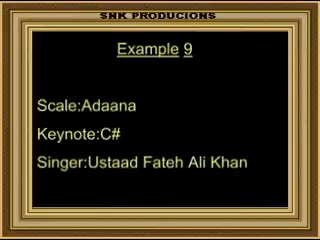 SNK PRODUCIONS
Example 9
Scale:Adaana
Keynote:C#
Singer:Ustaad Fateh Ali Khan